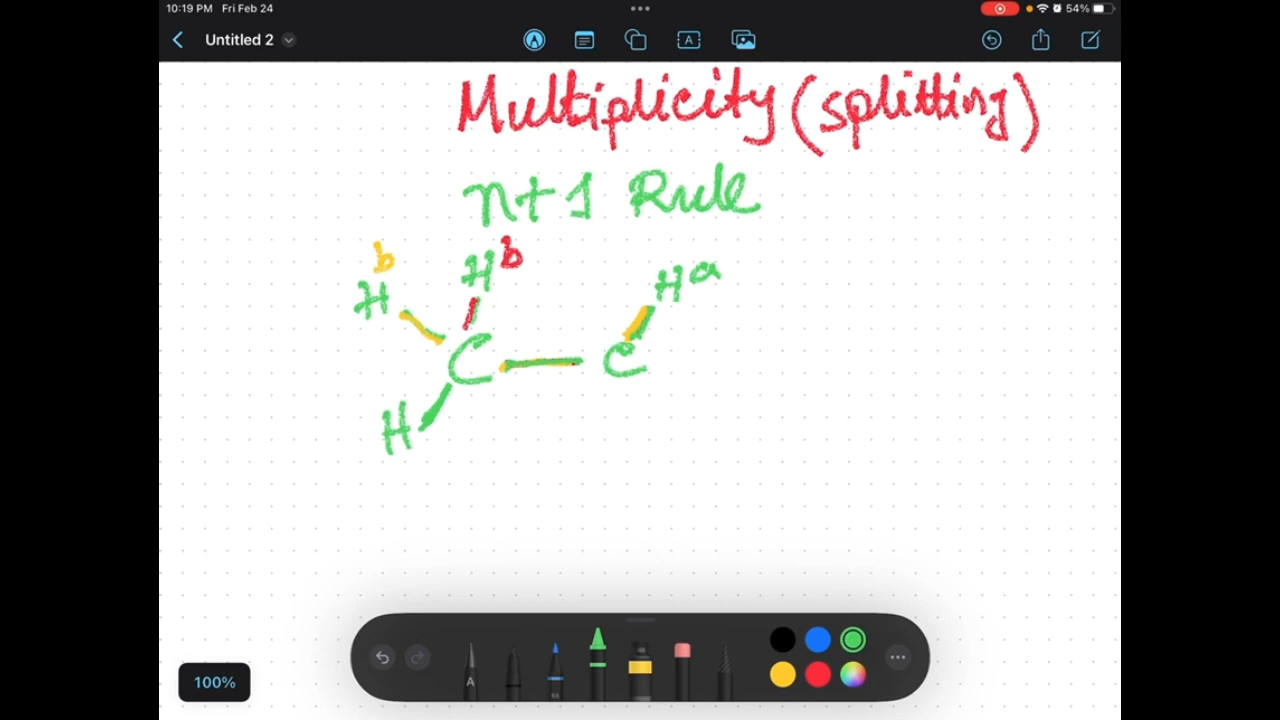 10:19 PM Fri Feb 24
54%
Untitled 2
A
Multiplicity (splitting)
n+1 Rule
b
H b
H
H a
C C
H
A
100%